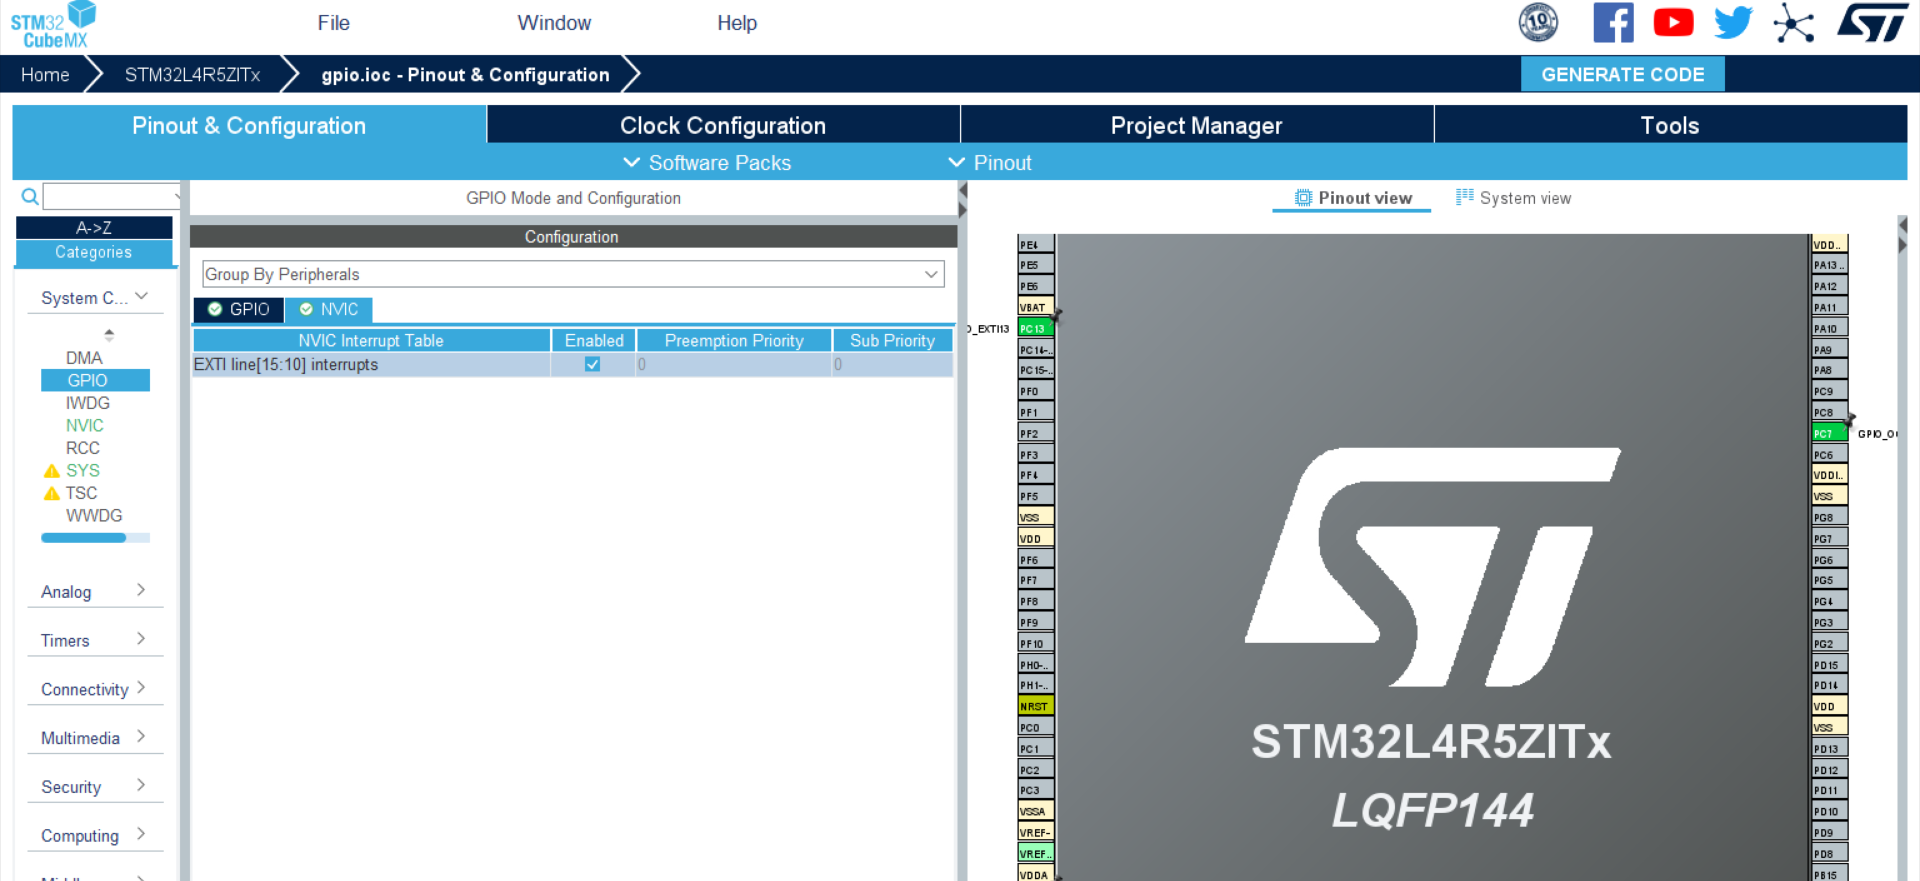 STM32
CubeMX
File
Window
Help
10
ST
Home
STM32L4R5ZITx
gpio.ioc - Pinout & Configuration
GENERATE CODE
Pinout & Configuration
Clock Configuration
Project Manager
Tools
Software Packs
Pinout
A->Z
Categories
System C...
DMA
GPIO
IWDG
NVIC
RCC
SYS
TSC
WWDG
Analog
Timers
Connectivity
Multimedia
Security
Computing
GPIO Mode and Configuration
Configuration
Group By Peripherals
GPIO
NVIC
NVIC Interrupt Table
Enabled
Preemption Priority
Sub Priority
EXTI line[15:10] interrupts
0
0
Pinout view
System view
PE4
PE5
PE6
VBAT
O_EXTI13
PC13
PC14-..
PC15-..
PF0
PF1
PF2
PF3
PF4
PF5
VSS
VDD
PF6
PF7
PF8
PF9
PF10
PH0-..
PH1-..
NRST
PC0
PC1
PC2
PC3
VSSA
VREF-
VREF..
VDDA
ST
STM32L4R5ZITx
LQFP144
VDD..
PA13..
PA12
PA11
PA10
PA9
PA8
PC9
PC8
PC7
GPIO_O
PC6
VDDI..
VSS
PG8
PG7
PG6
PG5
PG4
PG3
PG2
PD15
PD14
VDD
VSS
PD13
PD12
PD11
PD10
PD9
PD8
PB15